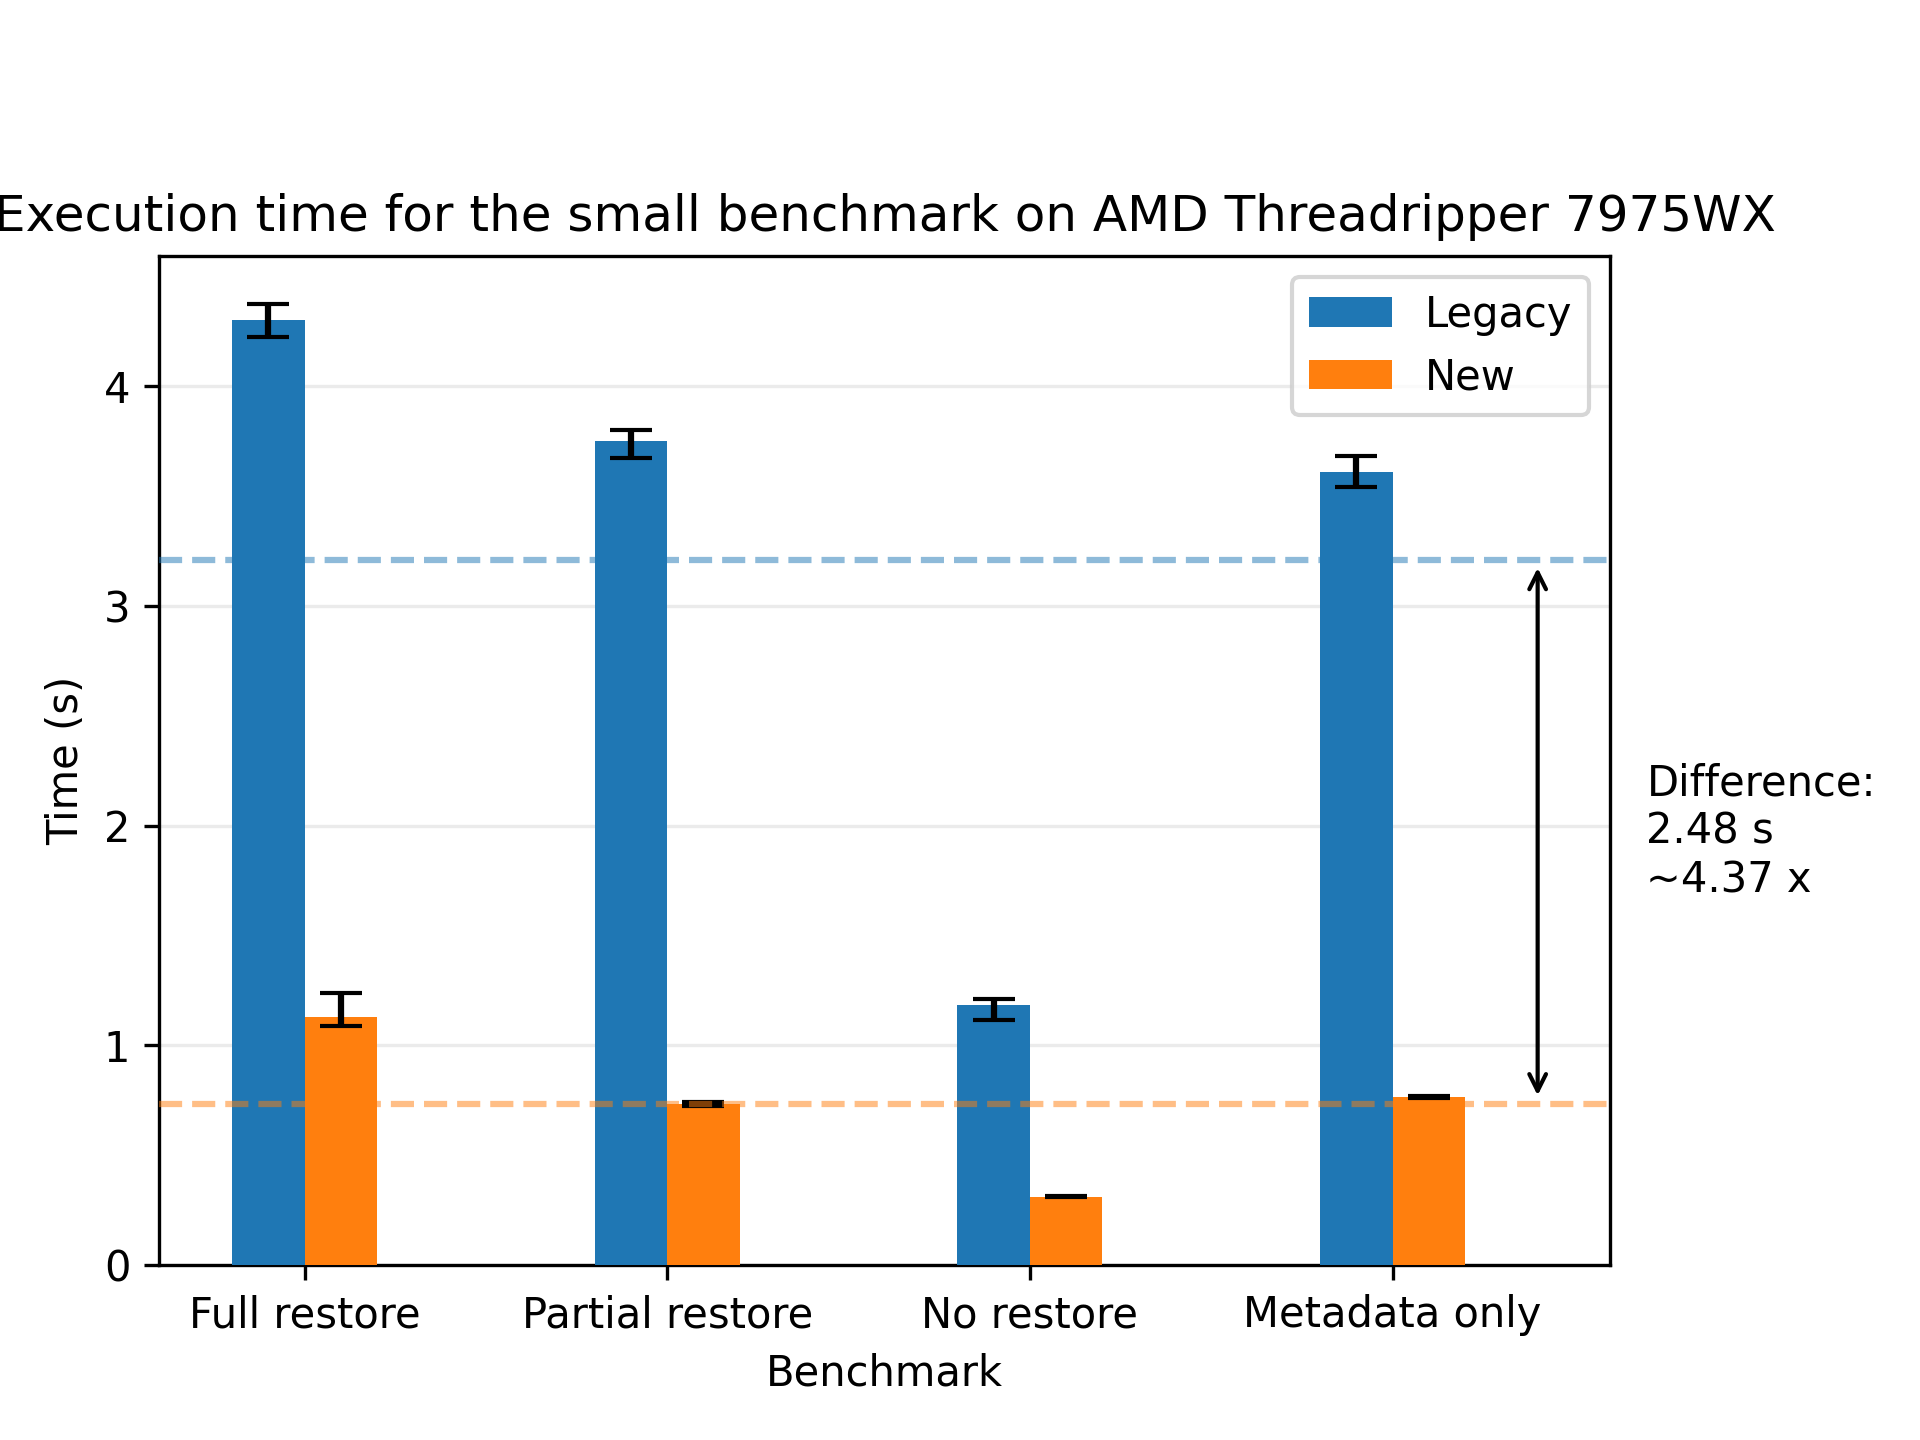 Execution time for the small benchmark on AMD Threadripper 7975WX
Legacy
New
4
3
2
1
0
Time (s)
Difference:
2.48 s
~4.37 x
Full restore
Partial restore
No restore
Metadata only
Benchmark